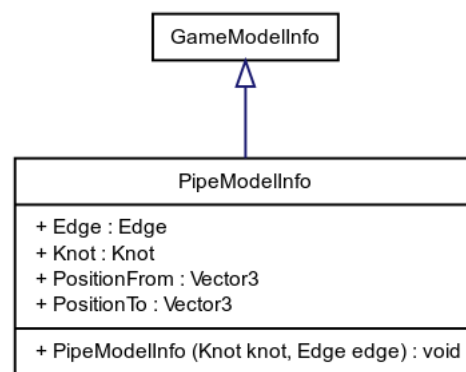 GameModelInfo
PipeModelInfo
+ Edge : Edge
+ Knot : Knot
+ PositionFrom : Vector3
+ PositionTo : Vector3
+ PipeModelInfo (Knot knot, Edge edge) : void